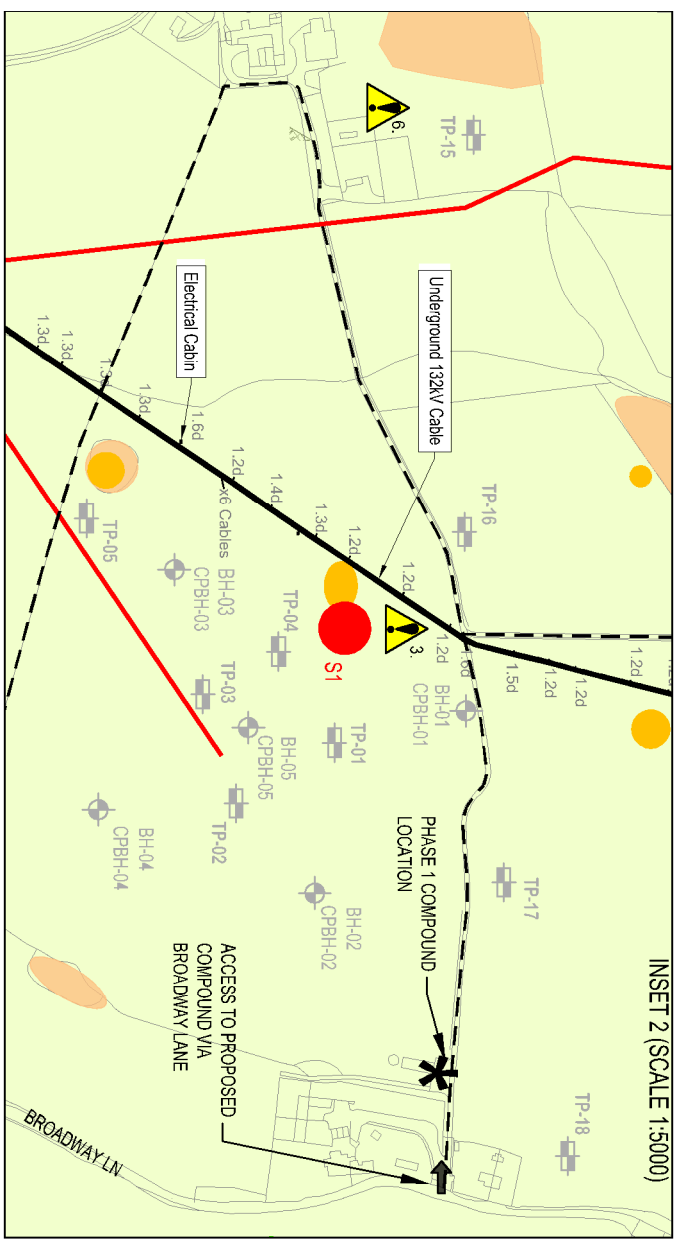 INSET 2 (SCALE 1:5000)
6.
TP-15
Electrical Cabin
Underground 132kV Cable
1.3d
1.3d
1.3d
1.3d
1.6d
1.2d
x6 Cables
1.4d
1.3d
1.2d
1.2d
1.2d
1.6d
1.5d
1.2d
1.2d
1.2d
TP-16
TP-05
BH-03
CPBH-03
TP-04
S1
3.
TP-03
BH-01
CPBH-01
TP-01
BH-05
CPBH-05
TP-02
BH-04
CPBH-04
BH-02
CPBH-02
TP-17
PHASE 1 COMPOUND
LOCATION
ACCESS TO PROPOSED
COMPOUND VIA
BROADWAY LANE
TP-18
BROADWAY LN